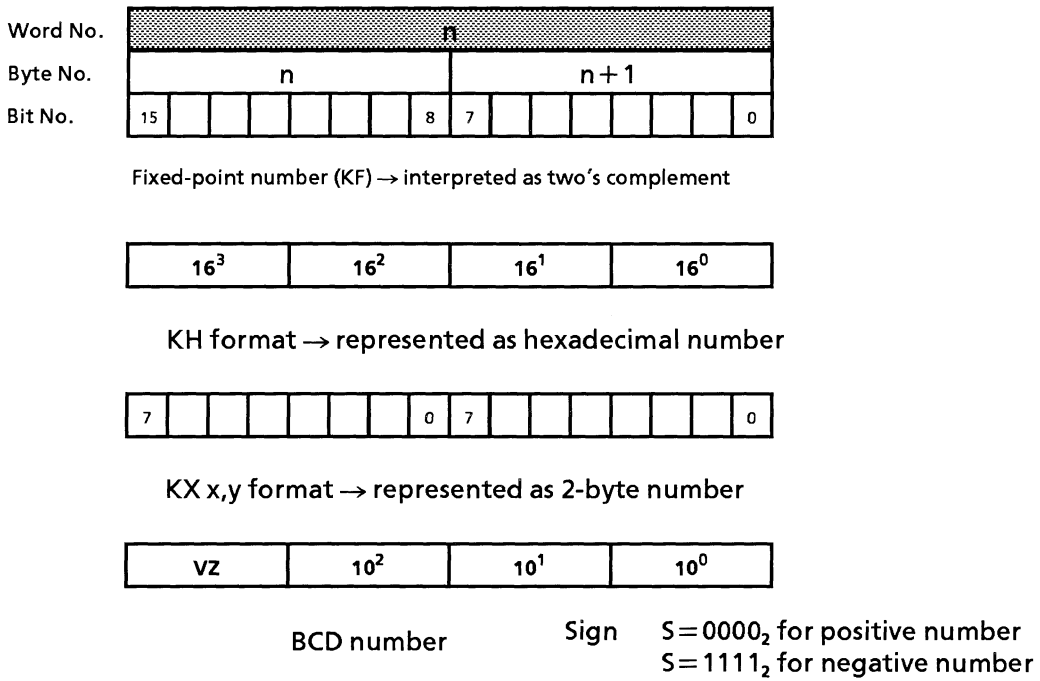 Word No. n
Byte No. n n+1
Bit No. 15 8 7 0
Fixed-point number (KF) → interpreted as two's complement
16³ 16² 16¹ 16⁰
KH format → represented as hexadecimal number
7 0 7 0
KX x,y format → represented as 2-byte number
VZ 10² 10¹ 10⁰
BCD number Sign S=0000₂ for positive number
S=1111₂ for negative number